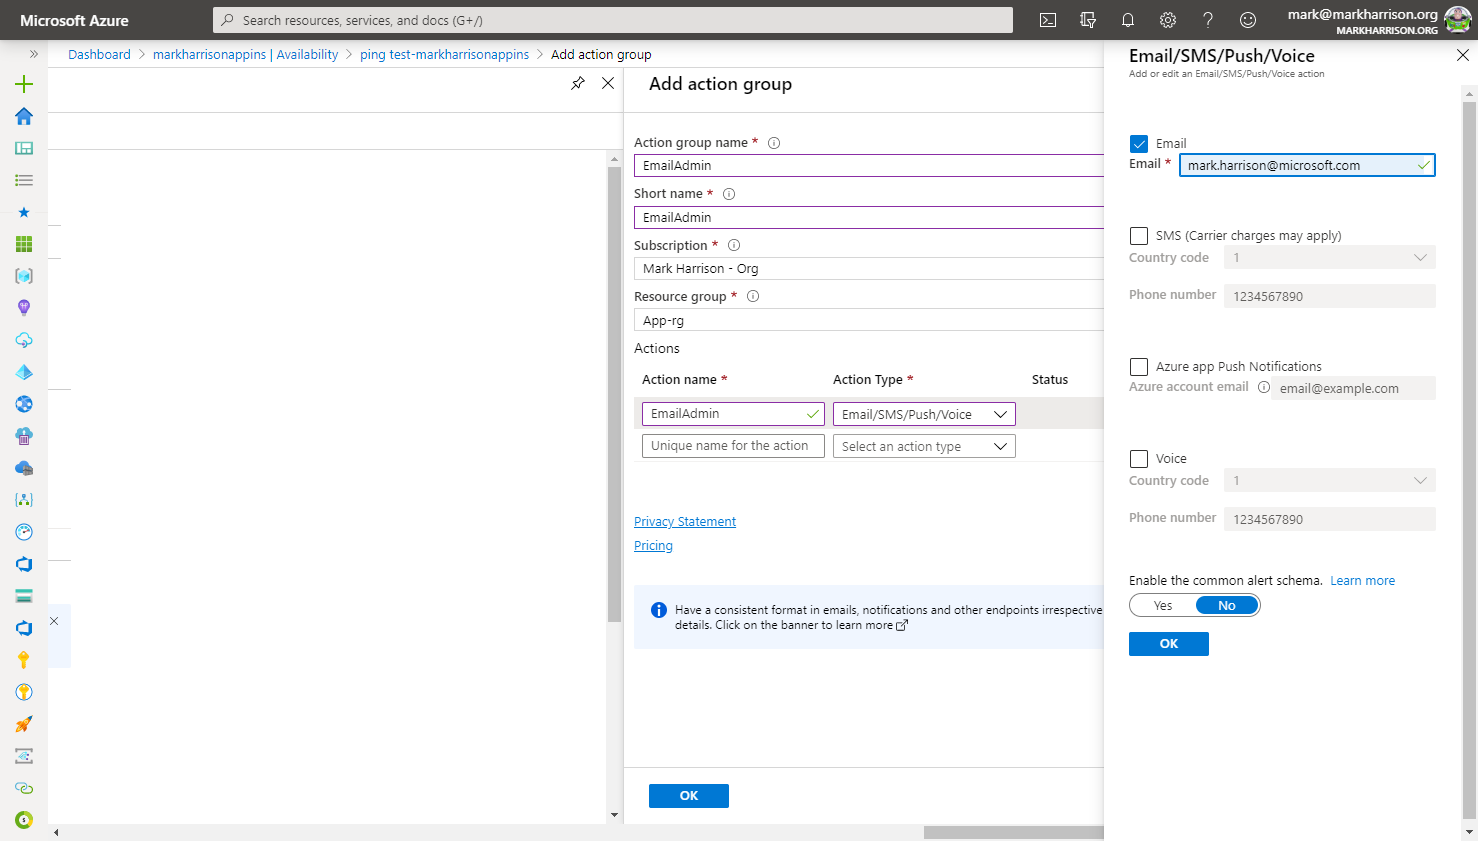 Microsoft Azure
Search resources, services, and docs (G+/)
mark@markharrison.org
MARKHARRISON.ORG
Dashboard > markharrisonappins | Availability > ping test-markharrisonappins > Add action group
Add action group
Action group name *
EmailAdmin
Short name *
EmailAdmin
Subscription *
Mark Harrison - Org
Resource group *
App-rg
Actions
Action name * Action Type * Status
EmailAdmin Email/SMS/Push/Voice
Unique name for the action Select an action type
Privacy Statement
Pricing
Have a consistent format in emails, notifications and other endpoints irrespective
details. Click on the banner to learn more
OK
Email/SMS/Push/Voice
Add or edit an Email/SMS/Push/Voice action
Email
Email * mark.harrison@microsoft.com
SMS (Carrier charges may apply)
Country code 1
Phone number 1234567890
Azure app Push Notifications
Azure account email email@example.com
Voice
Country code 1
Phone number 1234567890
Enable the common alert schema. Learn more
Yes No
OK